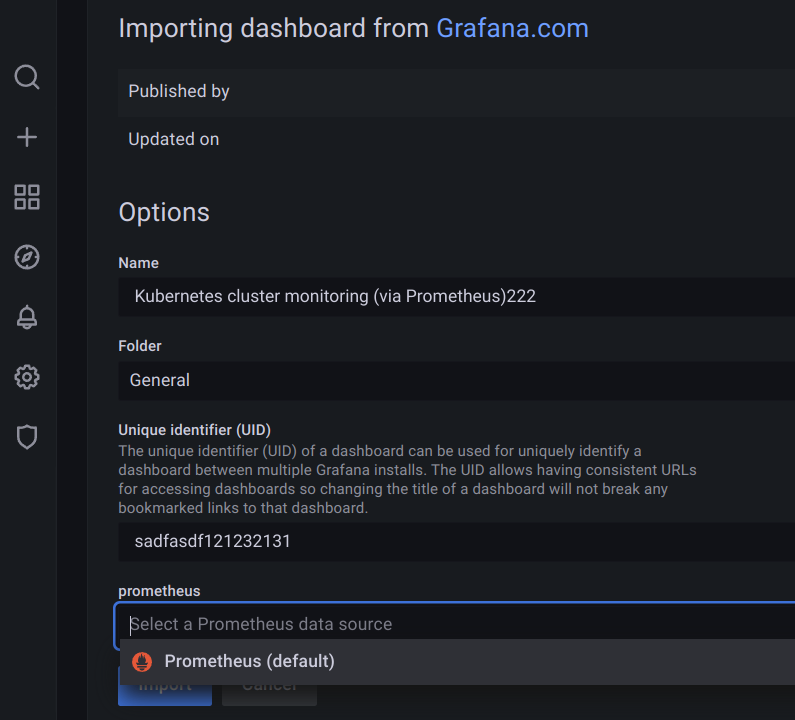 Importing dashboard from Grafana.com
Published by
Updated on
Options
Name
Kubernetes cluster monitoring (via Prometheus)222
Folder
General
Unique identifier (UID)
The unique identifier (UID) of a dashboard can be used for uniquely identify a
dashboard between multiple Grafana installs. The UID allows having consistent URLs
for accessing dashboards so changing the title of a dashboard will not break any
bookmarked links to that dashboard.
sadfasdf121232131
prometheus
Select a Prometheus data source
Prometheus (default)
Import Cancel